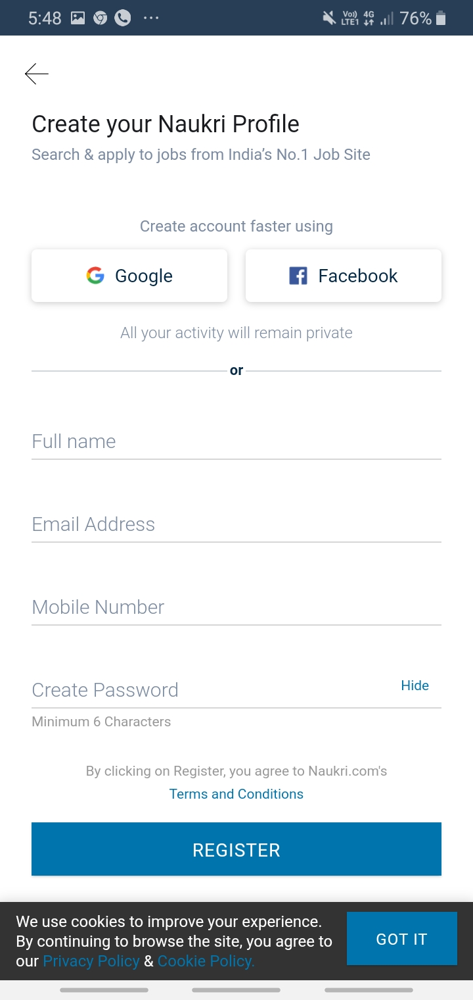 5:48 ... Vo)) LTE1 4G 76%
Create your Naukri Profile
Search & apply to jobs from India’s No.1 Job Site
Create account faster using
Google Facebook
All your activity will remain private
or
Full name
Email Address
Mobile Number
Create Password Hide
Minimum 6 Characters
By clicking on Register, you agree to Naukri.com's
Terms and Conditions
REGISTER
We use cookies to improve your experience.
By continuing to browse the site, you agree to
our Privacy Policy & Cookie Policy.
GOT IT